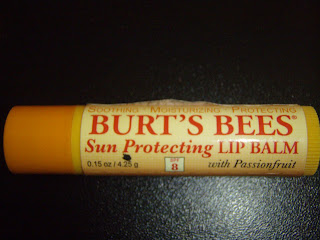 SOOTHING · MOISTURIZING · PROTECTING
BURT'S BEES®
Sun Protecting LIP BALM
0.15 oz / 4.25 g SPF 8 with Passionfruit